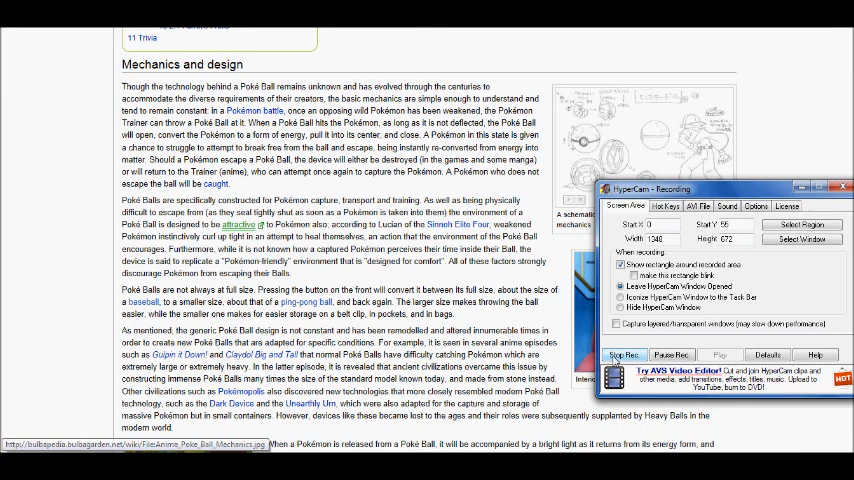 11 Trivia
Mechanics and design
Though the technology behind a Poké Ball remains unknown and has evolved through the centuries to
accommodate the diverse requirements of their creators, the basic mechanics are simple enough to understand and
tend to remain constant: in a Pokémon battle, once an opposing wild Pokémon has been weakened, the Pokémon
Trainer can throw a Poké Ball at it. When a Poké Ball hits the Pokémon, as long as it is not deflected, the Poké Ball
will open, convert the Pokémon to a form of energy, pull it into its center, and close. A Pokémon in this state is given
a chance to struggle to attempt to break free from the ball and escape, being instantly re-converted from energy into
matter. Should a Pokémon escape a Poké Ball, the device will either be destroyed (in the games and some manga)
or will return to the Trainer (anime), who can attempt once again to capture the Pokémon. A Pokémon who does not
escape the ball will be caught.
Poké Balls are specifically constructed for Pokémon capture, transport and training. As well as being physically
difficult to escape from (as they seal tightly shut as soon as a Pokémon is taken into them) the environment of a
Poké Ball is designed to be attractive to Pokémon also; according to Lucian of the Sinnoh Elite Four, weakened
Pokémon instinctively curl up tight in an attempt to heal themselves, an action that the environment of the Pokémon
encourages. Furthermore, while it is not known how a captured Pokémon perceives their time inside their Ball, the
device is said to replicate a "Pokémon-friendly" environment that is "designed for comfort". All of these factors strongly
discourage Pokémon from escaping their Balls.
Poké Balls are not always at full size. Pressing the button on the front will convert it between its full size, about the size of
a baseball, to a smaller size, about that of a ping-pong ball, and back again. The larger size makes throwing the ball
easier, while the smaller one makes for easier storage on a belt clip, in pockets, and in bags.
As mentioned, the generic Poké Ball design is not constant and has been remodelled and altered innumerable times in
order to create new Poké Balls that are adapted for specific conditions. For example, it is seen in several anime episodes
such as Gulpin it Down! and Claydol Big and Tall that normal Poké Balls have difficulty catching Pokémon which are
extremely large or extremely heavy. In the latter episode, it is revealed that ancient civilizations overcame this issue by
constructing immense Poké Balls many times the size of the standard model known today, and made from stone instead.
Other civilizations such as Pokémopolis also discovered new technologies that more closely resembled modern Poké Ball
technology, such as the Dark Device and the Unearthly Urn, which were also adapted for the capture and storage of
massive Pokémon but in small containers. However, devices like these became lost to the ages and their roles were subsequently supplanted by Heavy Balls in the
modern world.
When a Pokémon is released from a Poké Ball, it will be accompanied by a bright light as it returns from its energy form, and
http://bulbapedia.bulbagarden.net/wiki/File:Anime_Poke_Ball_Mechanics.jpg
A schema
mechanics
Interio
HyperCam - Recording
Screen Area Hot Keys AVI File Sound Options License
Start X 0 Start Y 55 Select Region
Width 1348 Height 672 Select Window
When recording:
Show rectangle around recorded area
make this rectangle blink
Leave HyperCam Window Opened
Iconize HyperCam Window to the Task Bar
Hide HyperCam Window
Capture layered/transparent windows (may slow down performance)
Stop Rec. Pause Rec. Play Defaults Help
Try AVS Video Editor! Cut and join HyperCam clips and
other media, add transitions, effects, titles, music. Upload to
YouTube, burn to DVD!
HOT